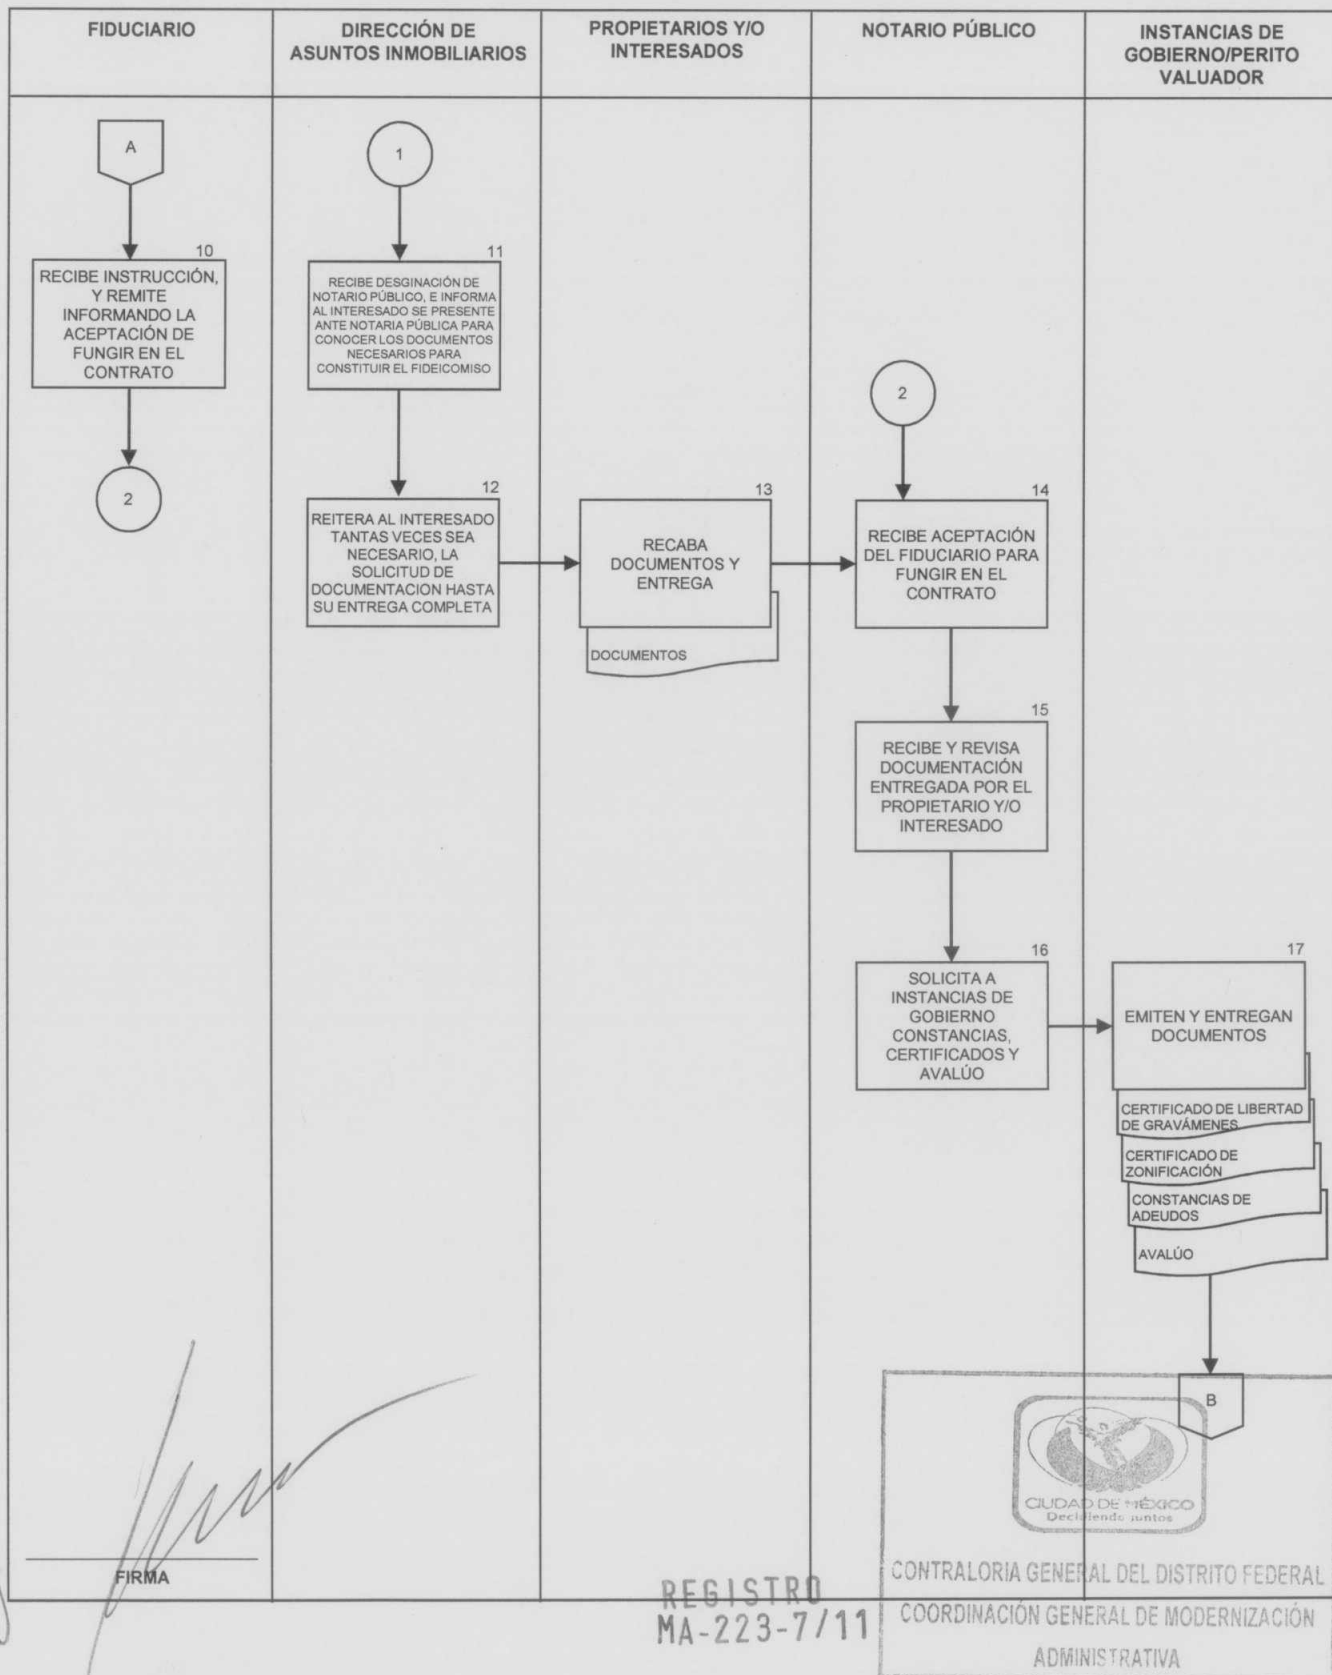 FIDUCIARIO
DIRECCIÓN DE
ASUNTOS INMOBILIARIOS
PROPIETARIOS Y/O
INTERESADOS
NOTARIO PÚBLICO
INSTANCIAS DE
GOBIERNO/PERITO
VALUADOR
A
10
RECIBE INSTRUCCIÓN,
Y REMITE
INFORMANDO LA
ACEPTACIÓN DE
FUNGIR EN EL
CONTRATO
2
1
11
RECIBE DESGINACIÓN DE
NOTARIO PÚBLICO, E INFORMA
AL INTERESADO SE PRESENTE
ANTE NOTARIA PÚBLICA PARA
CONOCER LOS DOCUMENTOS
NECESARIOS PARA
CONSTITUIR EL FIDEICOMISO
12
REITERA AL INTERESADO
TANTAS VECES SEA
NECESARIO, LA
SOLICITUD DE
DOCUMENTACIÓN HASTA
SU ENTREGA COMPLETA
13
RECABA
DOCUMENTOS Y
ENTREGA
DOCUMENTOS
2
14
RECIBE ACEPTACIÓN
DEL FIDUCIARIO PARA
FUNGIR EN EL
CONTRATO
15
RECIBE Y REVISA
DOCUMENTACIÓN
ENTREGADA POR EL
PROPIETARIO Y/O
INTERESADO
16
SOLICITA A
INSTANCIAS DE
GOBIERNO
CONSTANCIAS,
CERTIFICADOS Y
AVALÚO
17
EMITEN Y ENTREGAN
DOCUMENTOS
CERTIFICADO DE LIBERTAD
DE GRAVÁMENES
CERTIFICADO DE
ZONIFICACIÓN
CONSTANCIAS DE
ADEUDOS
AVALÚO
B
FIRMA
REGISTRO
MA-223-7/11
CIUDAD DE MÉXICO
Decidiendo juntos
CONTRALORIA GENERAL DEL DISTRITO FEDERAL
COORDINACIÓN GENERAL DE MODERNIZACIÓN
ADMINISTRATIVA